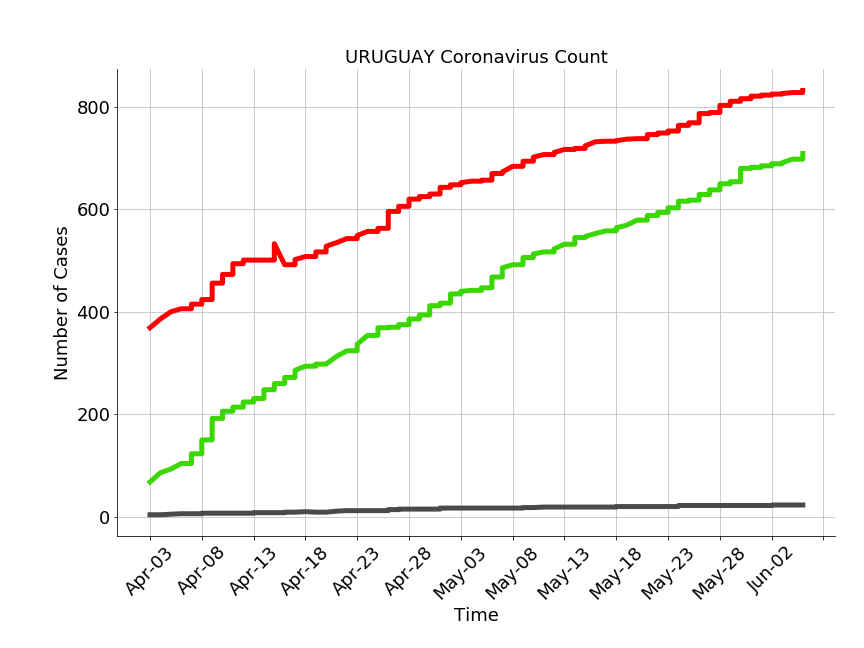 URUGUAY Coronavirus Count
800
600
400
200
0
Number of Cases
Apr-03
Apr-08
Apr-13
Apr-18
Apr-23
Apr-28
May-03
May-08
May-13
May-18
May-23
May-28
Jun-02
Time